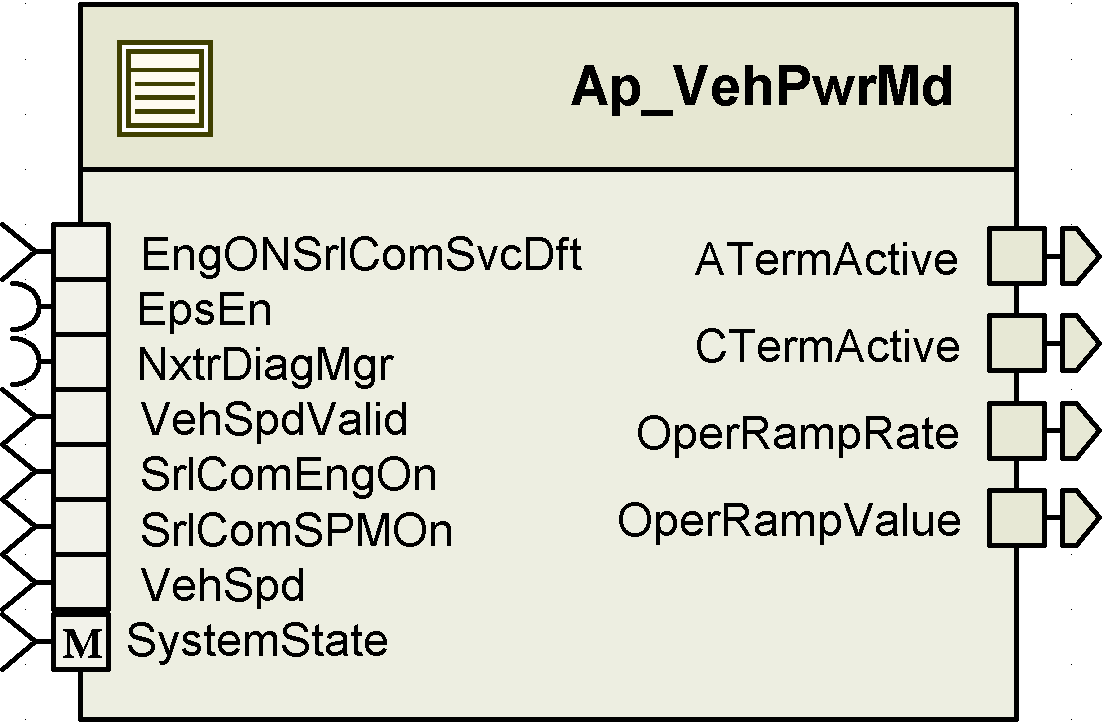 Ap_VehPwrMd
EngONSrlComSvcDft
EpsEn
NxtrDiagMgr
VehSpdValid
SrlComEngOn
SrlComSPMOn
VehSpd
M SystemState
ATermActive
CTermActive
OperRampRate
OperRampValue